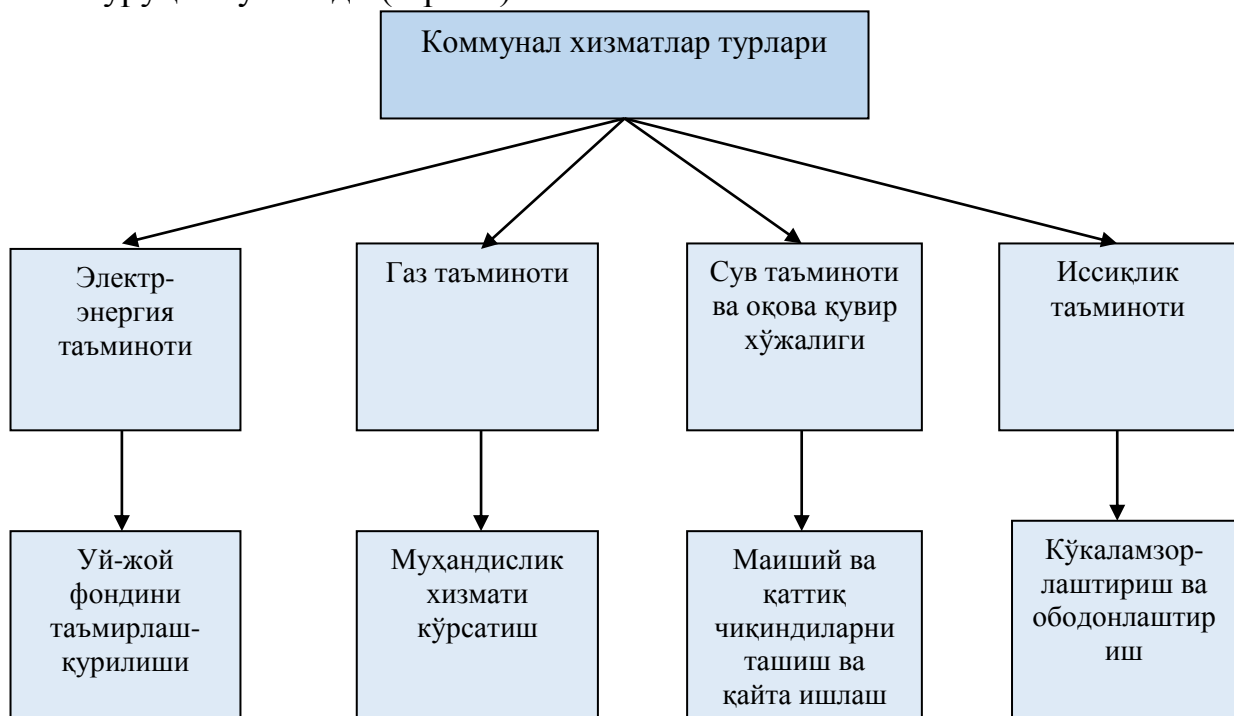 Коммунал хизматлар турлари
Электр-
энергия
таъминоти
Газ таъминоти
Сув таъминоти
ва оқова қувир
хўжалиги
Иссиқлик
таъминоти
Уй-жой
фондини
таъмирлаш-
қурилиши
Муҳандислик
хизмати
кўрсатиш
Маиший ва
қаттиқ
чиқиндиларни
ташиш ва
қайта ишлаш
Кўкаламзор-
лаштириш ва
ободонлаштир
иш